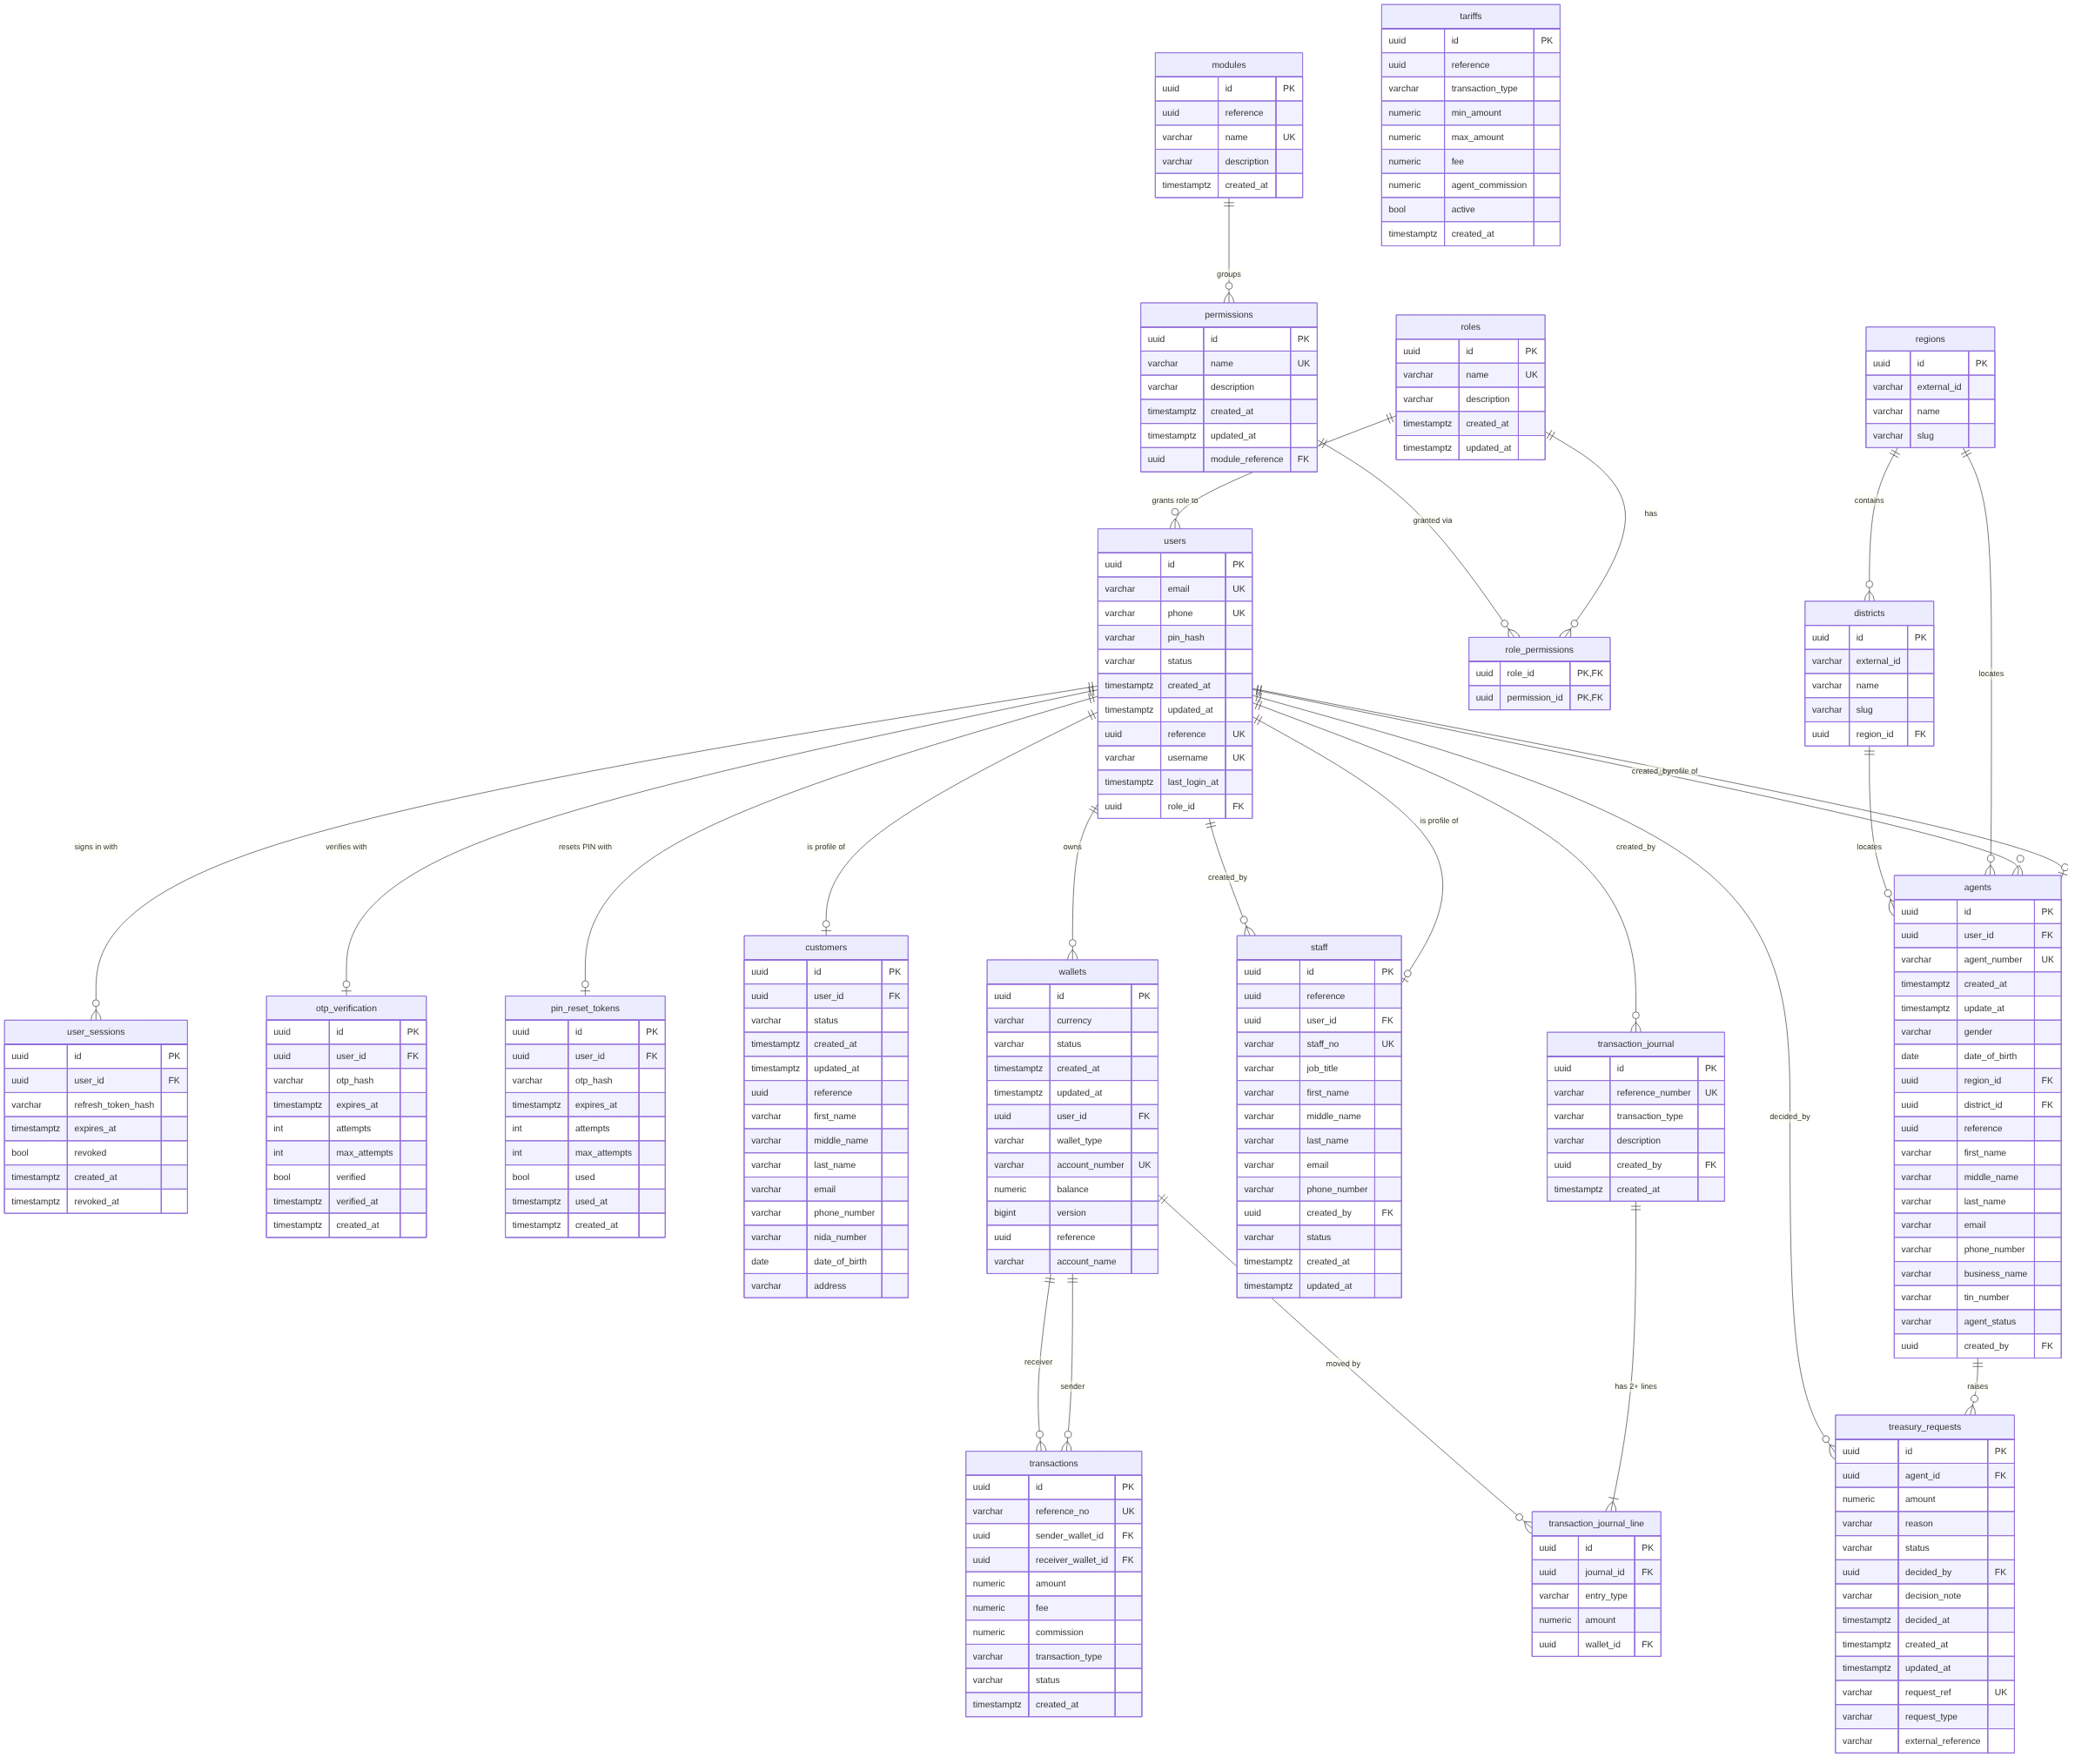 tariffs
uuid id PK
uuid reference
varchar transaction_type
numeric min_amount
numeric max_amount
numeric fee
numeric agent_commission
bool active
timestamptz created_at
modules
uuid id PK
uuid reference
varchar name UK
varchar description
timestamptz created_at
groups
permissions
uuid id PK
varchar name UK
varchar description
timestamptz created_at
timestamptz updated_at
uuid module_reference FK
roles
uuid id PK
varchar name UK
varchar description
timestamptz created_at
timestamptz updated_at
regions
uuid id PK
varchar external_id
varchar name
varchar slug
grants role to
granted via
has
contains
locates
users
uuid id PK
varchar email UK
varchar phone UK
varchar pin_hash
varchar status
timestamptz created_at
timestamptz updated_at
uuid reference UK
varchar username UK
timestamptz last_login_at
uuid role_id FK
role_permissions
uuid role_id PK,FK
uuid permission_id PK,FK
districts
uuid id PK
varchar external_id
varchar name
varchar slug
uuid region_id FK
signs in with
verifies with
resets PIN with
is profile of
owns
created_by
is profile of
created_by
created_by
rofile of
locates
decided_by
user_sessions
uuid id PK
uuid user_id FK
varchar refresh_token_hash
timestamptz expires_at
bool revoked
timestamptz created_at
timestamptz revoked_at
otp_verification
uuid id PK
uuid user_id FK
varchar otp_hash
timestamptz expires_at
int attempts
int max_attempts
bool verified
timestamptz verified_at
timestamptz created_at
pin_reset_tokens
uuid id PK
uuid user_id FK
varchar otp_hash
timestamptz expires_at
int attempts
int max_attempts
bool used
timestamptz used_at
timestamptz created_at
customers
uuid id PK
uuid user_id FK
varchar status
timestamptz created_at
timestamptz updated_at
uuid reference
varchar first_name
varchar middle_name
varchar last_name
varchar email
varchar phone_number
varchar nida_number
date date_of_birth
varchar address
wallets
uuid id PK
varchar currency
varchar status
timestamptz created_at
timestamptz updated_at
uuid user_id FK
varchar wallet_type
varchar account_number UK
numeric balance
bigint version
uuid reference
varchar account_name
staff
uuid id PK
uuid reference
uuid user_id FK
varchar staff_no UK
varchar job_title
varchar first_name
varchar middle_name
varchar last_name
varchar email
varchar phone_number
uuid created_by FK
varchar status
timestamptz created_at
timestamptz updated_at
transaction_journal
uuid id PK
varchar reference_number UK
varchar transaction_type
varchar description
uuid created_by FK
timestamptz created_at
agents
uuid id PK
uuid user_id FK
varchar agent_number UK
timestamptz created_at
timestamptz update_at
varchar gender
date date_of_birth
uuid region_id FK
uuid district_id FK
uuid reference
varchar first_name
varchar middle_name
varchar last_name
varchar email
varchar phone_number
varchar business_name
varchar tin_number
varchar agent_status
uuid created_by FK
receiver
sender
moved by
has 2+ lines
raises
transactions
uuid id PK
varchar reference_no UK
uuid sender_wallet_id FK
uuid receiver_wallet_id FK
numeric amount
numeric fee
numeric commission
varchar transaction_type
varchar status
timestamptz created_at
transaction_journal_line
uuid id PK
uuid journal_id FK
varchar entry_type
numeric amount
uuid wallet_id FK
treasury_requests
uuid id PK
uuid agent_id FK
numeric amount
varchar reason
varchar status
uuid decided_by FK
varchar decision_note
timestamptz decided_at
timestamptz created_at
timestamptz updated_at
varchar request_ref UK
varchar request_type
varchar external_reference